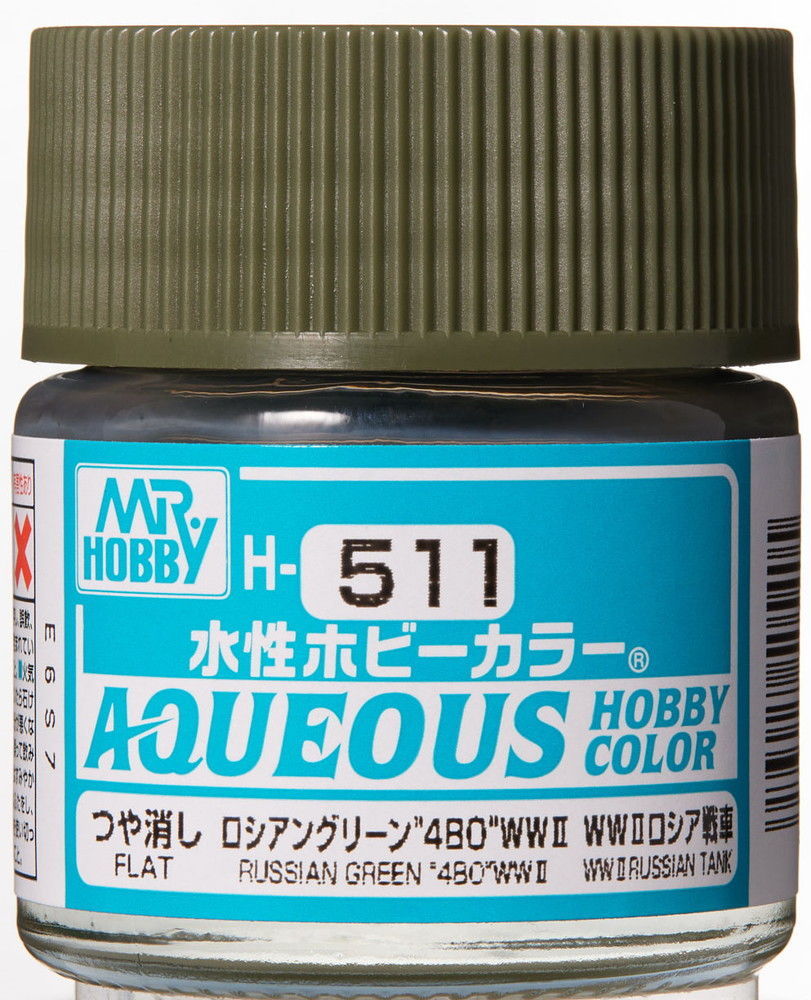 MR.
HOBBY
H-511
水性ホビーカラー®
AQUEOUS
HOBBY
COLOR
つや消し ロシアングリーン"4BO"WWⅡ WWⅡロシア戦車
FLAT RUSSIAN GREEN "4BO"WWⅡ WWⅡRUSSIAN TANK
E6S7